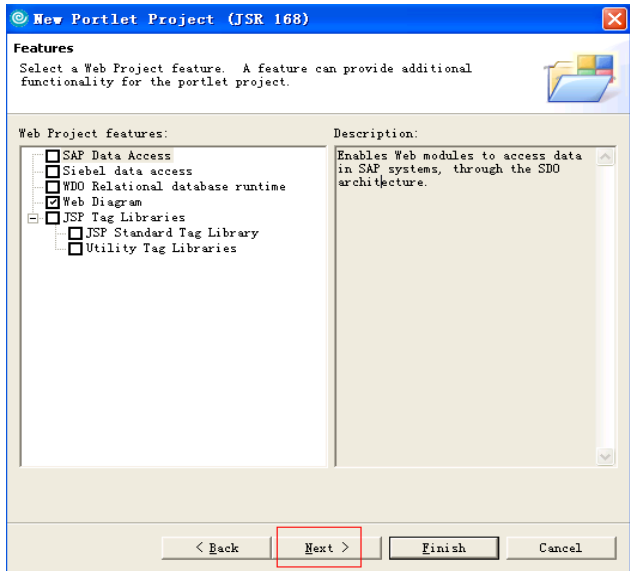 New Portlet Project (JSR 168)
Features
Select a Web Project feature.  A feature can provide additional
functionality for the portlet project.
Web Project features:
SAP Data Access
Siebel data access
WDO Relational database runtime
Web Diagram
JSP Tag Libraries
JSP Standard Tag Library
Utility Tag Libraries
Description:
Enables Web modules to access data
in SAP systems, through the SDO
architecture.
< Back
Next >
Finish
Cancel